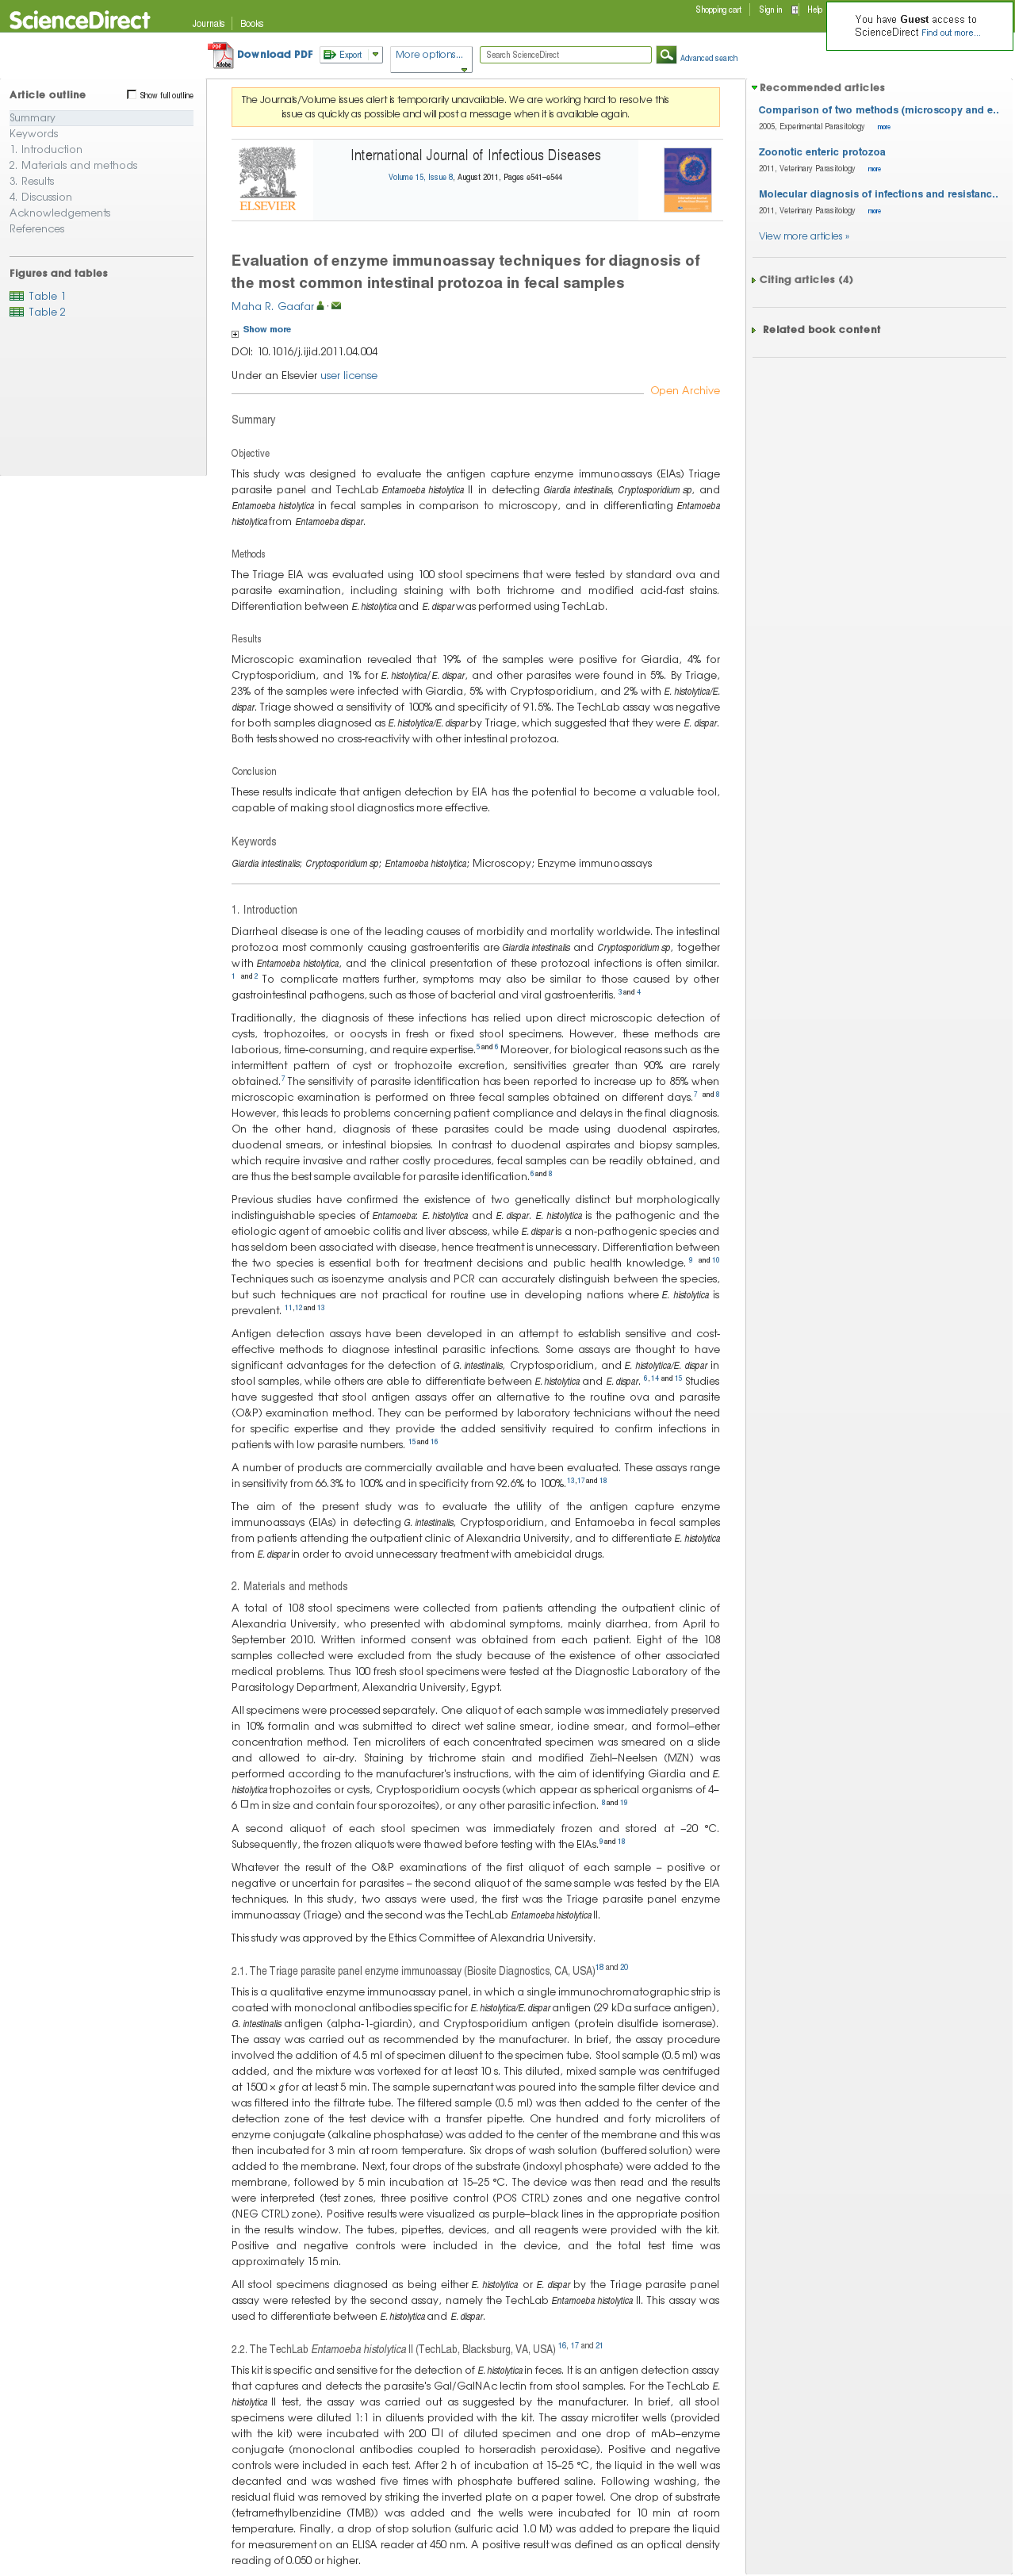 ScienceDirect
Journals
Books
Shopping cart
Sign in
Help
You have Guest access to
ScienceDirect Find out more...
Download PDF
Export
More options...
Search ScienceDirect
Advanced search
Article outline
Show full outline
Summary
Keywords
1. Introduction
2. Materials and methods
3. Results
4. Discussion
Acknowledgements
References
Figures and tables
Table 1
Table 2
The Journals/Volume issues alert is temporarily unavailable. We are working hard to resolve this
issue as quickly as possible and will post a message when it is available again.
ELSEVIER
International Journal of Infectious Diseases
Volume 15, Issue 8, August 2011, Pages e541–e544
Evaluation of enzyme immunoassay techniques for diagnosis of
the most common intestinal protozoa in fecal samples
Maha R. Gaafar
Show more
DOI: 10.1016/j.ijid.2011.04.004
Under an Elsevier user license
Open Archive
Summary
Objective
This study was designed to evaluate the antigen capture enzyme immunoassays (EIAs) Triage
parasite panel and TechLab Entamoeba histolytica II in detecting Giardia intestinalis, Cryptosporidium sp, and
Entamoeba histolytica in fecal samples in comparison to microscopy, and in differentiating Entamoeba
histolytica from Entamoeba dispar.
Methods
The Triage EIA was evaluated using 100 stool specimens that were tested by standard ova and
parasite examination, including staining with both trichrome and modified acid-fast stains.
Differentiation between E. histolytica and E. dispar was performed using TechLab.
Results
Microscopic examination revealed that 19% of the samples were positive for Giardia, 4% for
Cryptosporidium, and 1% for E. histolytica/E. dispar, and other parasites were found in 5%. By Triage,
23% of the samples were infected with Giardia, 5% with Cryptosporidium, and 2% with E. histolytica/E.
dispar. Triage showed a sensitivity of 100% and specificity of 91.5%. The TechLab assay was negative
for both samples diagnosed as E. histolytica/E. dispar by Triage, which suggested that they were E. dispar.
Both tests showed no cross-reactivity with other intestinal protozoa.
Conclusion
These results indicate that antigen detection by EIA has the potential to become a valuable tool,
capable of making stool diagnostics more effective.
Keywords
Giardia intestinalis; Cryptosporidium sp; Entamoeba histolytica; Microscopy; Enzyme immunoassays
1. Introduction
Diarrheal disease is one of the leading causes of morbidity and mortality worldwide. The intestinal
protozoa most commonly causing gastroenteritis are Giardia intestinalis and Cryptosporidium sp, together
with Entamoeba histolytica, and the clinical presentation of these protozoal infections is often similar.
1 and 2 To complicate matters further, symptoms may also be similar to those caused by other
gastrointestinal pathogens, such as those of bacterial and viral gastroenteritis. 3 and 4
Traditionally, the diagnosis of these infections has relied upon direct microscopic detection of
cysts, trophozoites, or oocysts in fresh or fixed stool specimens. However, these methods are
laborious, time-consuming, and require expertise.5 and 6 Moreover, for biological reasons such as the
intermittent pattern of cyst or trophozoite excretion, sensitivities greater than 90% are rarely
obtained.7 The sensitivity of parasite identification has been reported to increase up to 85% when
microscopic examination is performed on three fecal samples obtained on different days.7 and 8
However, this leads to problems concerning patient compliance and delays in the final diagnosis.
On the other hand, diagnosis of these parasites could be made using duodenal aspirates,
duodenal smears, or intestinal biopsies. In contrast to duodenal aspirates and biopsy samples,
which require invasive and rather costly procedures, fecal samples can be readily obtained, and
are thus the best sample available for parasite identification.6 and 8
Previous studies have confirmed the existence of two genetically distinct but morphologically
indistinguishable species of Entamoeba: E. histolytica and E. dispar. E. histolytica is the pathogenic and the
etiologic agent of amoebic colitis and liver abscess, while E. dispar is a non-pathogenic species and
has seldom been associated with disease, hence treatment is unnecessary. Differentiation between
the two species is essential both for treatment decisions and public health knowledge. 9 and 10
Techniques such as isoenzyme analysis and PCR can accurately distinguish between the species,
but such techniques are not practical for routine use in developing nations where E. histolytica is
prevalent. 11, 12 and 13
Antigen detection assays have been developed in an attempt to establish sensitive and cost-
effective methods to diagnose intestinal parasitic infections. Some assays are thought to have
significant advantages for the detection of G. intestinalis, Cryptosporidium, and E. histolytica/E. dispar in
stool samples, while others are able to differentiate between E. histolytica and E. dispar. 6, 14 and 15 Studies
have suggested that stool antigen assays offer an alternative to the routine ova and parasite
(O&P) examination method. They can be performed by laboratory technicians without the need
for specific expertise and they provide the added sensitivity required to confirm infections in
patients with low parasite numbers. 15 and 16
A number of products are commercially available and have been evaluated. These assays range
in sensitivity from 66.3% to 100% and in specificity from 92.6% to 100%.13, 17 and 18
The aim of the present study was to evaluate the utility of the antigen capture enzyme
immunoassays (EIAs) in detecting G. intestinalis, Cryptosporidium, and Entamoeba in fecal samples
from patients attending the outpatient clinic of Alexandria University, and to differentiate E. histolytica
from E. dispar in order to avoid unnecessary treatment with amebicidal drugs.
2. Materials and methods
A total of 108 stool specimens were collected from patients attending the outpatient clinic of
Alexandria University, who presented with abdominal symptoms, mainly diarrhea, from April to
September 2010. Written informed consent was obtained from each patient. Eight of the 108
samples collected were excluded from the study because of the existence of other associated
medical problems. Thus 100 fresh stool specimens were tested at the Diagnostic Laboratory of the
Parasitology Department, Alexandria University, Egypt.
All specimens were processed separately. One aliquot of each sample was immediately preserved
in 10% formalin and was submitted to direct wet saline smear, iodine smear, and formol–ether
concentration method. Ten microliters of each concentrated specimen was smeared on a slide
and allowed to air-dry. Staining by trichrome stain and modified Ziehl–Neelsen (MZN) was
performed according to the manufacturer's instructions, with the aim of identifying Giardia and E.
histolytica trophozoites or cysts, Cryptosporidium oocysts (which appear as spherical organisms of 4–
6 □m in size and contain four sporozoites), or any other parasitic infection. 8 and 19
A second aliquot of each stool specimen was immediately frozen and stored at –20 °C.
Subsequently, the frozen aliquots were thawed before testing with the EIAs.9 and 18
Whatever the result of the O&P examinations of the first aliquot of each sample – positive or
negative or uncertain for parasites – the second aliquot of the same sample was tested by the EIA
techniques. In this study, two assays were used, the first was the Triage parasite panel enzyme
immunoassay (Triage) and the second was the TechLab Entamoeba histolytica II.
This study was approved by the Ethics Committee of Alexandria University.
2.1. The Triage parasite panel enzyme immunoassay (Biosite Diagnostics, CA, USA)18 and 20
This is a qualitative enzyme immunoassay panel, in which a single immunochromatographic strip is
coated with monoclonal antibodies specific for E. histolytica/E. dispar antigen (29 kDa surface antigen),
G. intestinalis antigen (alpha-1-giardin), and Cryptosporidium antigen (protein disulfide isomerase).
The assay was carried out as recommended by the manufacturer. In brief, the assay procedure
involved the addition of 4.5 ml of specimen diluent to the specimen tube. Stool sample (0.5 ml) was
added, and the mixture was vortexed for at least 10 s. This diluted, mixed sample was centrifuged
at 1500 × g for at least 5 min. The sample supernatant was poured into the sample filter device and
was filtered into the filtrate tube. The filtered sample (0.5 ml) was then added to the center of the
detection zone of the test device with a transfer pipette. One hundred and forty microliters of
enzyme conjugate (alkaline phosphatase) was added to the center of the membrane and this was
then incubated for 3 min at room temperature. Six drops of wash solution (buffered solution) were
added to the membrane. Next, four drops of the substrate (indoxyl phosphate) were added to the
membrane, followed by 5 min incubation at 15–25 °C. The device was then read and the results
were interpreted (test zones, three positive control (POS CTRL) zones and one negative control
(NEG CTRL) zone). Positive results were visualized as purple–black lines in the appropriate position
in the results window. The tubes, pipettes, devices, and all reagents were provided with the kit.
Positive and negative controls were included in the device, and the total test time was
approximately 15 min.
All stool specimens diagnosed as being either E. histolytica or E. dispar by the Triage parasite panel
assay were retested by the second assay, namely the TechLab Entamoeba histolytica II. This assay was
used to differentiate between E. histolytica and E. dispar.
2.2. The TechLab Entamoeba histolytica II (TechLab, Blacksburg, VA, USA) 16, 17 and 21
This kit is specific and sensitive for the detection of E. histolytica in feces. It is an antigen detection assay
that captures and detects the parasite's Gal/GalNAc lectin from stool samples. For the TechLab E.
histolytica II test, the assay was carried out as suggested by the manufacturer. In brief, all stool
specimens were diluted 1:1 in diluents provided with the kit. The assay microtiter wells (provided
with the kit) were incubated with 200 □l of diluted specimen and one drop of mAb–enzyme
conjugate (monoclonal antibodies coupled to horseradish peroxidase). Positive and negative
controls were included in each test. After 2 h of incubation at 15–25 °C, the liquid in the well was
decanted and was washed five times with phosphate buffered saline. Following washing, the
residual fluid was removed by striking the inverted plate on a paper towel. One drop of substrate
(tetramethylbenzidine (TMB)) was added and the wells were incubated for 10 min at room
temperature. Finally, a drop of stop solution (sulfuric acid 1.0 M) was added to prepare the liquid
for measurement on an ELISA reader at 450 nm. A positive result was defined as an optical density
reading of 0.050 or higher.
Recommended articles
Comparison of two methods (microscopy and e..
2005, Experimental Parasitology more
Zoonotic enteric protozoa
2011, Veterinary Parasitology more
Molecular diagnosis of infections and resistanc..
2011, Veterinary Parasitology more
View more articles »
Citing articles (4)
Related book content